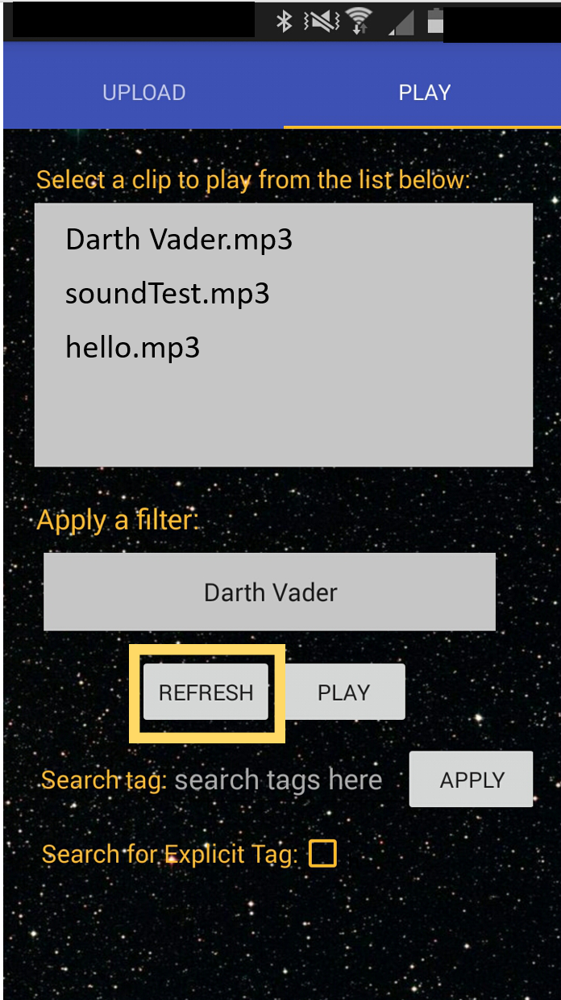 UPLOAD PLAY
Select a clip to play from the list below:
Darth Vader.mp3
soundTest.mp3
hello.mp3
Apply a filter:
Darth Vader
REFRESH PLAY
Search tag: search tags here APPLY
Search for Explicit Tag: